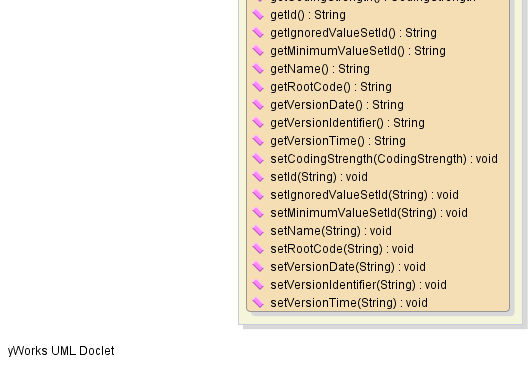 getId() : String
getIgnoredValueSetId() : String
getMinimumValueSetId() : String
getName() : String
getRootCode() : String
getVersionDate() : String
getVersionIdentifier() : String
getVersionTime() : String
setCodingStrength(CodingStrength) : void
setId(String) : void
setIgnoredValueSetId(String) : void
setMinimumValueSetId(String) : void
setName(String) : void
setRootCode(String) : void
setVersionDate(String) : void
setVersionIdentifier(String) : void
setVersionTime(String) : void
yWorks UML Doclet